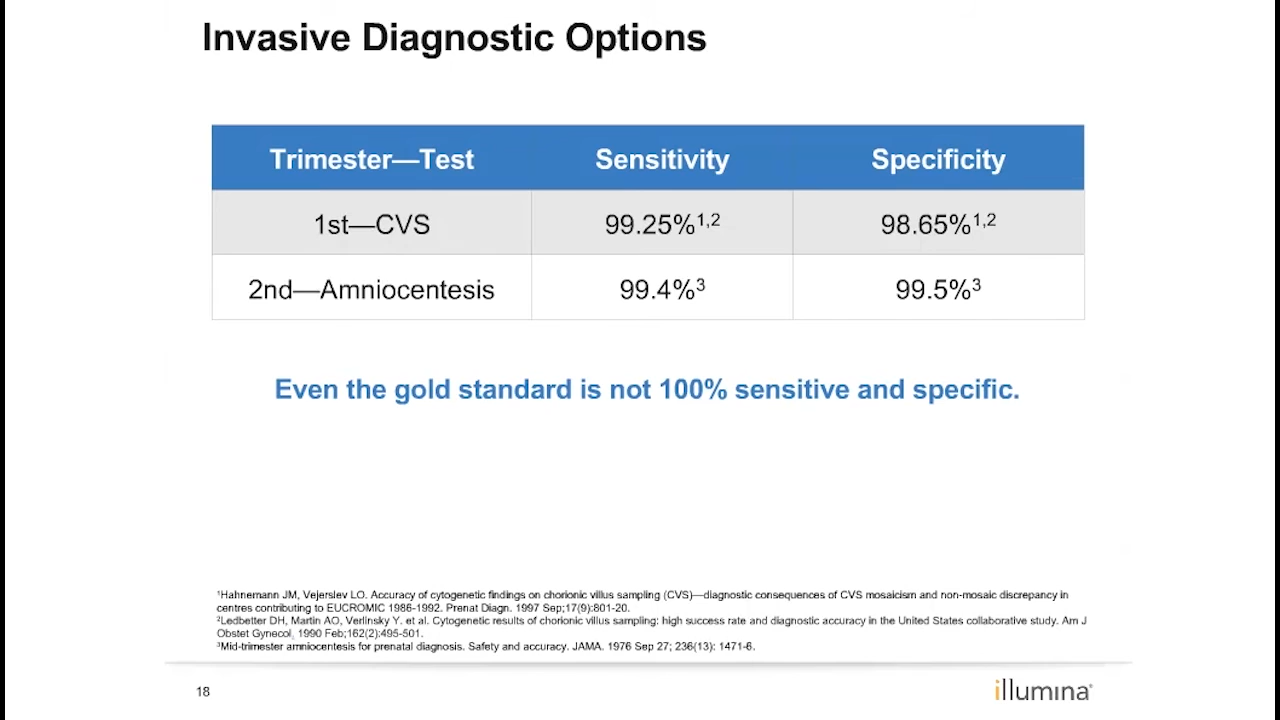 Invasive Diagnostic Options
Trimester—Test Sensitivity Specificity
1st—CVS 99.25%1,2 98.65%1,2
2nd—Amniocentesis 99.4%3 99.5%3
Even the gold standard is not 100% sensitive and specific.
1Hahnemann JM, Vejerslev LO. Accuracy of cytogenetic findings on chorionic villus sampling (CVS)—diagnostic consequences of CVS mosaicism and non-mosaic discrepancy in
centres contributing to EUCROMIC 1986-1992. Prenat Diagn. 1997 Sep;17(9):801-20.
2Ledbetter DH, Martin AO, Verlinsky Y. et al. Cytogenetic results of chorionic villus sampling: high success rate and diagnostic accuracy in the United States collaborative study. Am J
Obstet Gynecol, 1990 Feb;162(2):495-501.
3Mid-trimester amniocentesis for prenatal diagnosis. Safety and accuracy. JAMA. 1976 Sep 27; 236(13): 1471-6.
18 illumina®